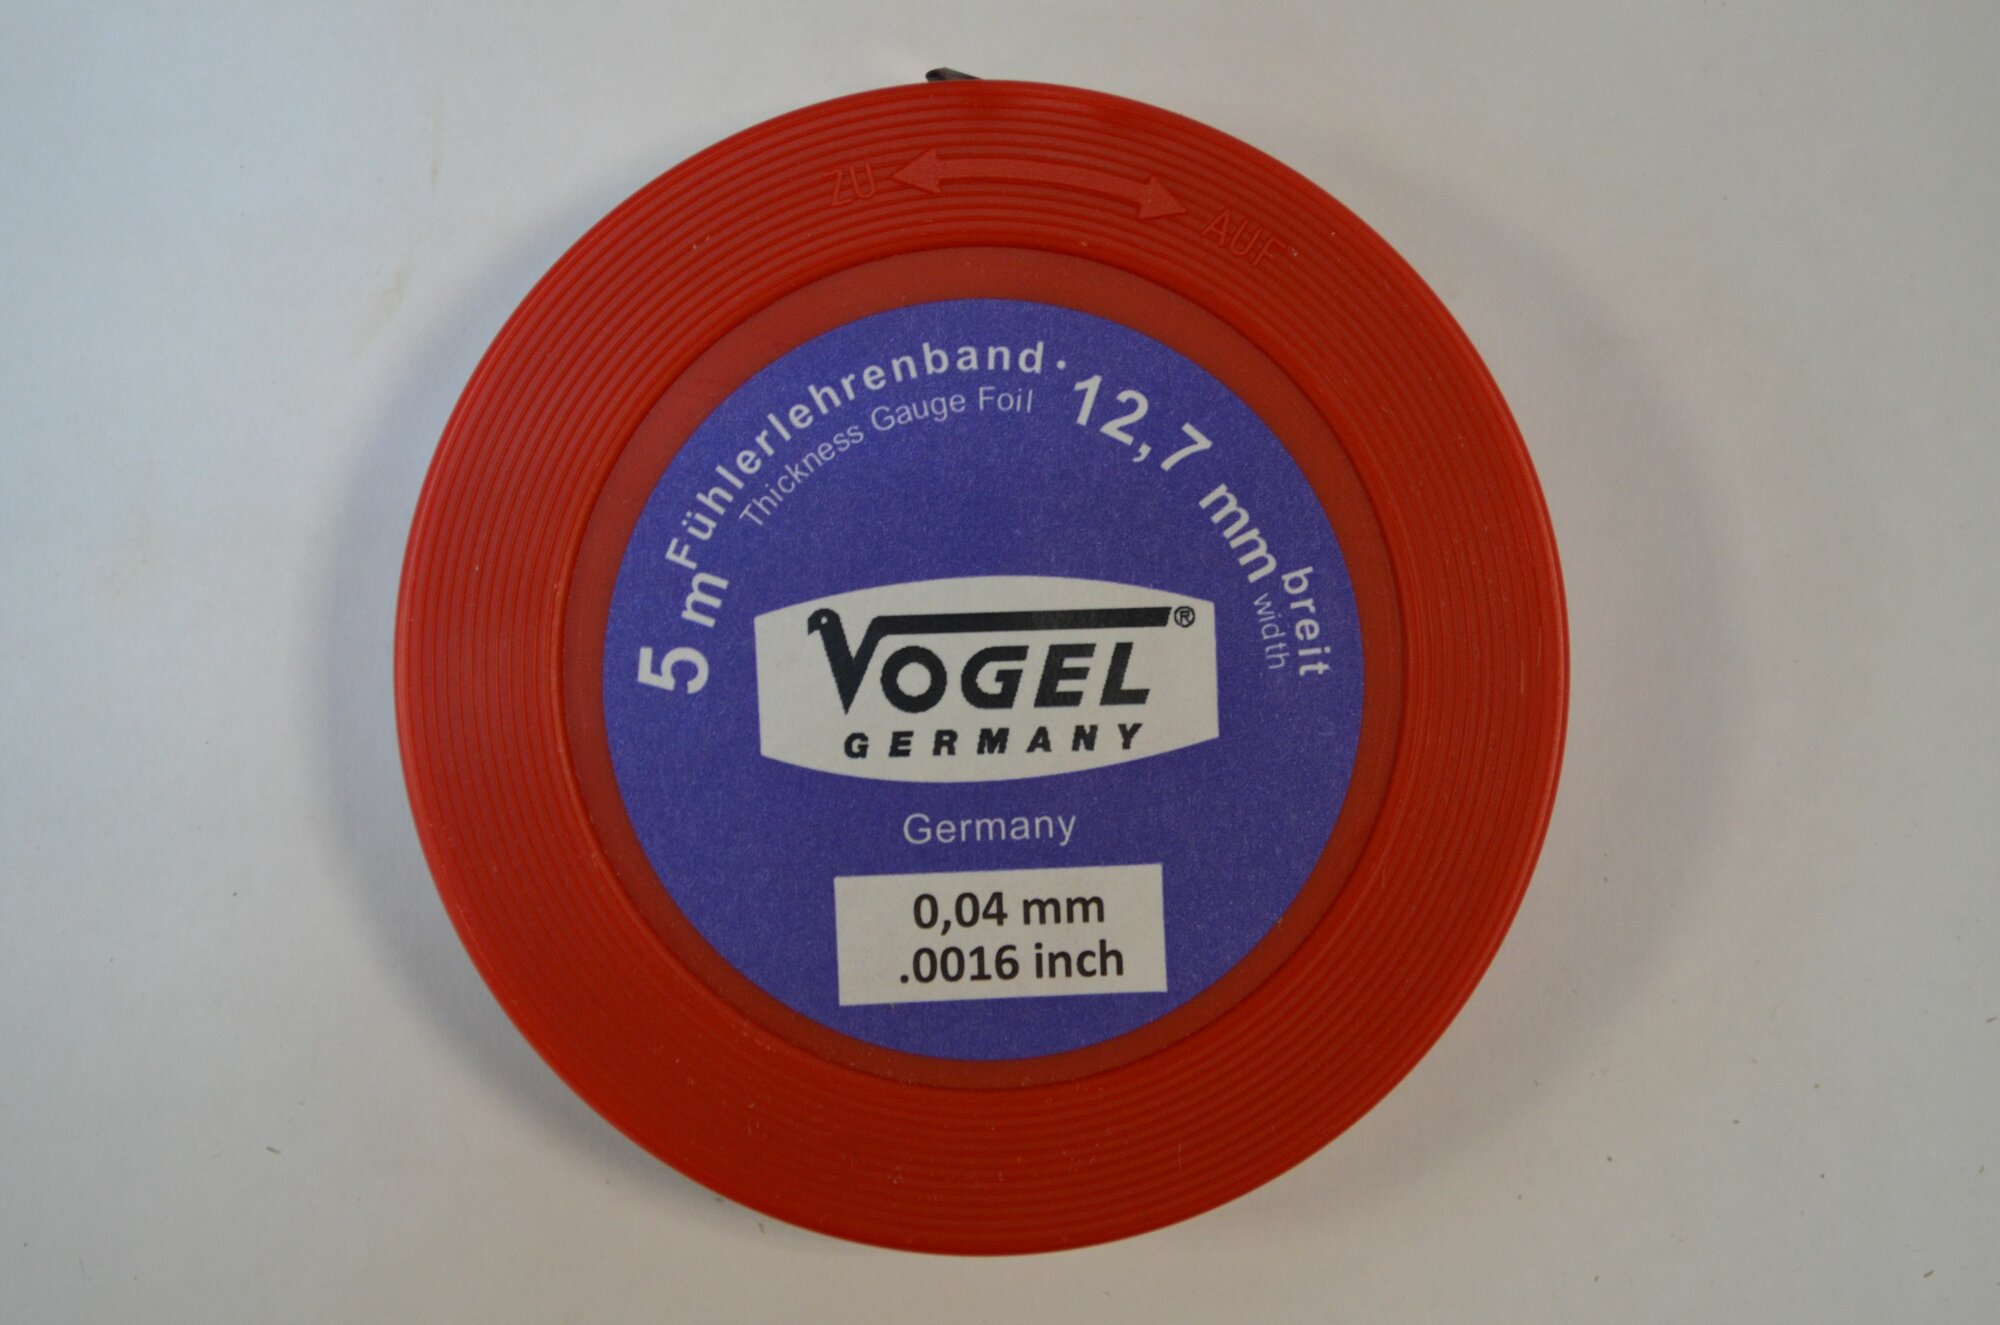 ZU AUF
5 m Fühlerlehrenband · 12,7 mm breit
Thickness Gauge Foil width
VOGEL®
GERMANY
Germany
0,04 mm
.0016 inch